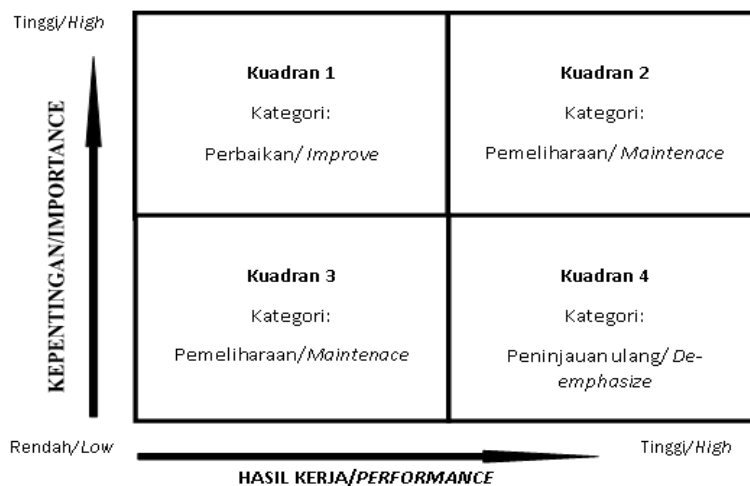 Tinggi/High
Kuadran 1
Kategori:
Perbaikan/ Improve
Kuadran 2
Kategori:
Pemeliharaan/ Maintenace
KEPENTINGAN/IMPORTANCE
Kuadran 3
Kategori:
Pemeliharaan/Maintenace
Kuadran 4
Kategori:
Peninjauan ulang/ De-
emphasize
Rendah/Low
Tinggi/High
HASIL KERJA/PERFORMANCE